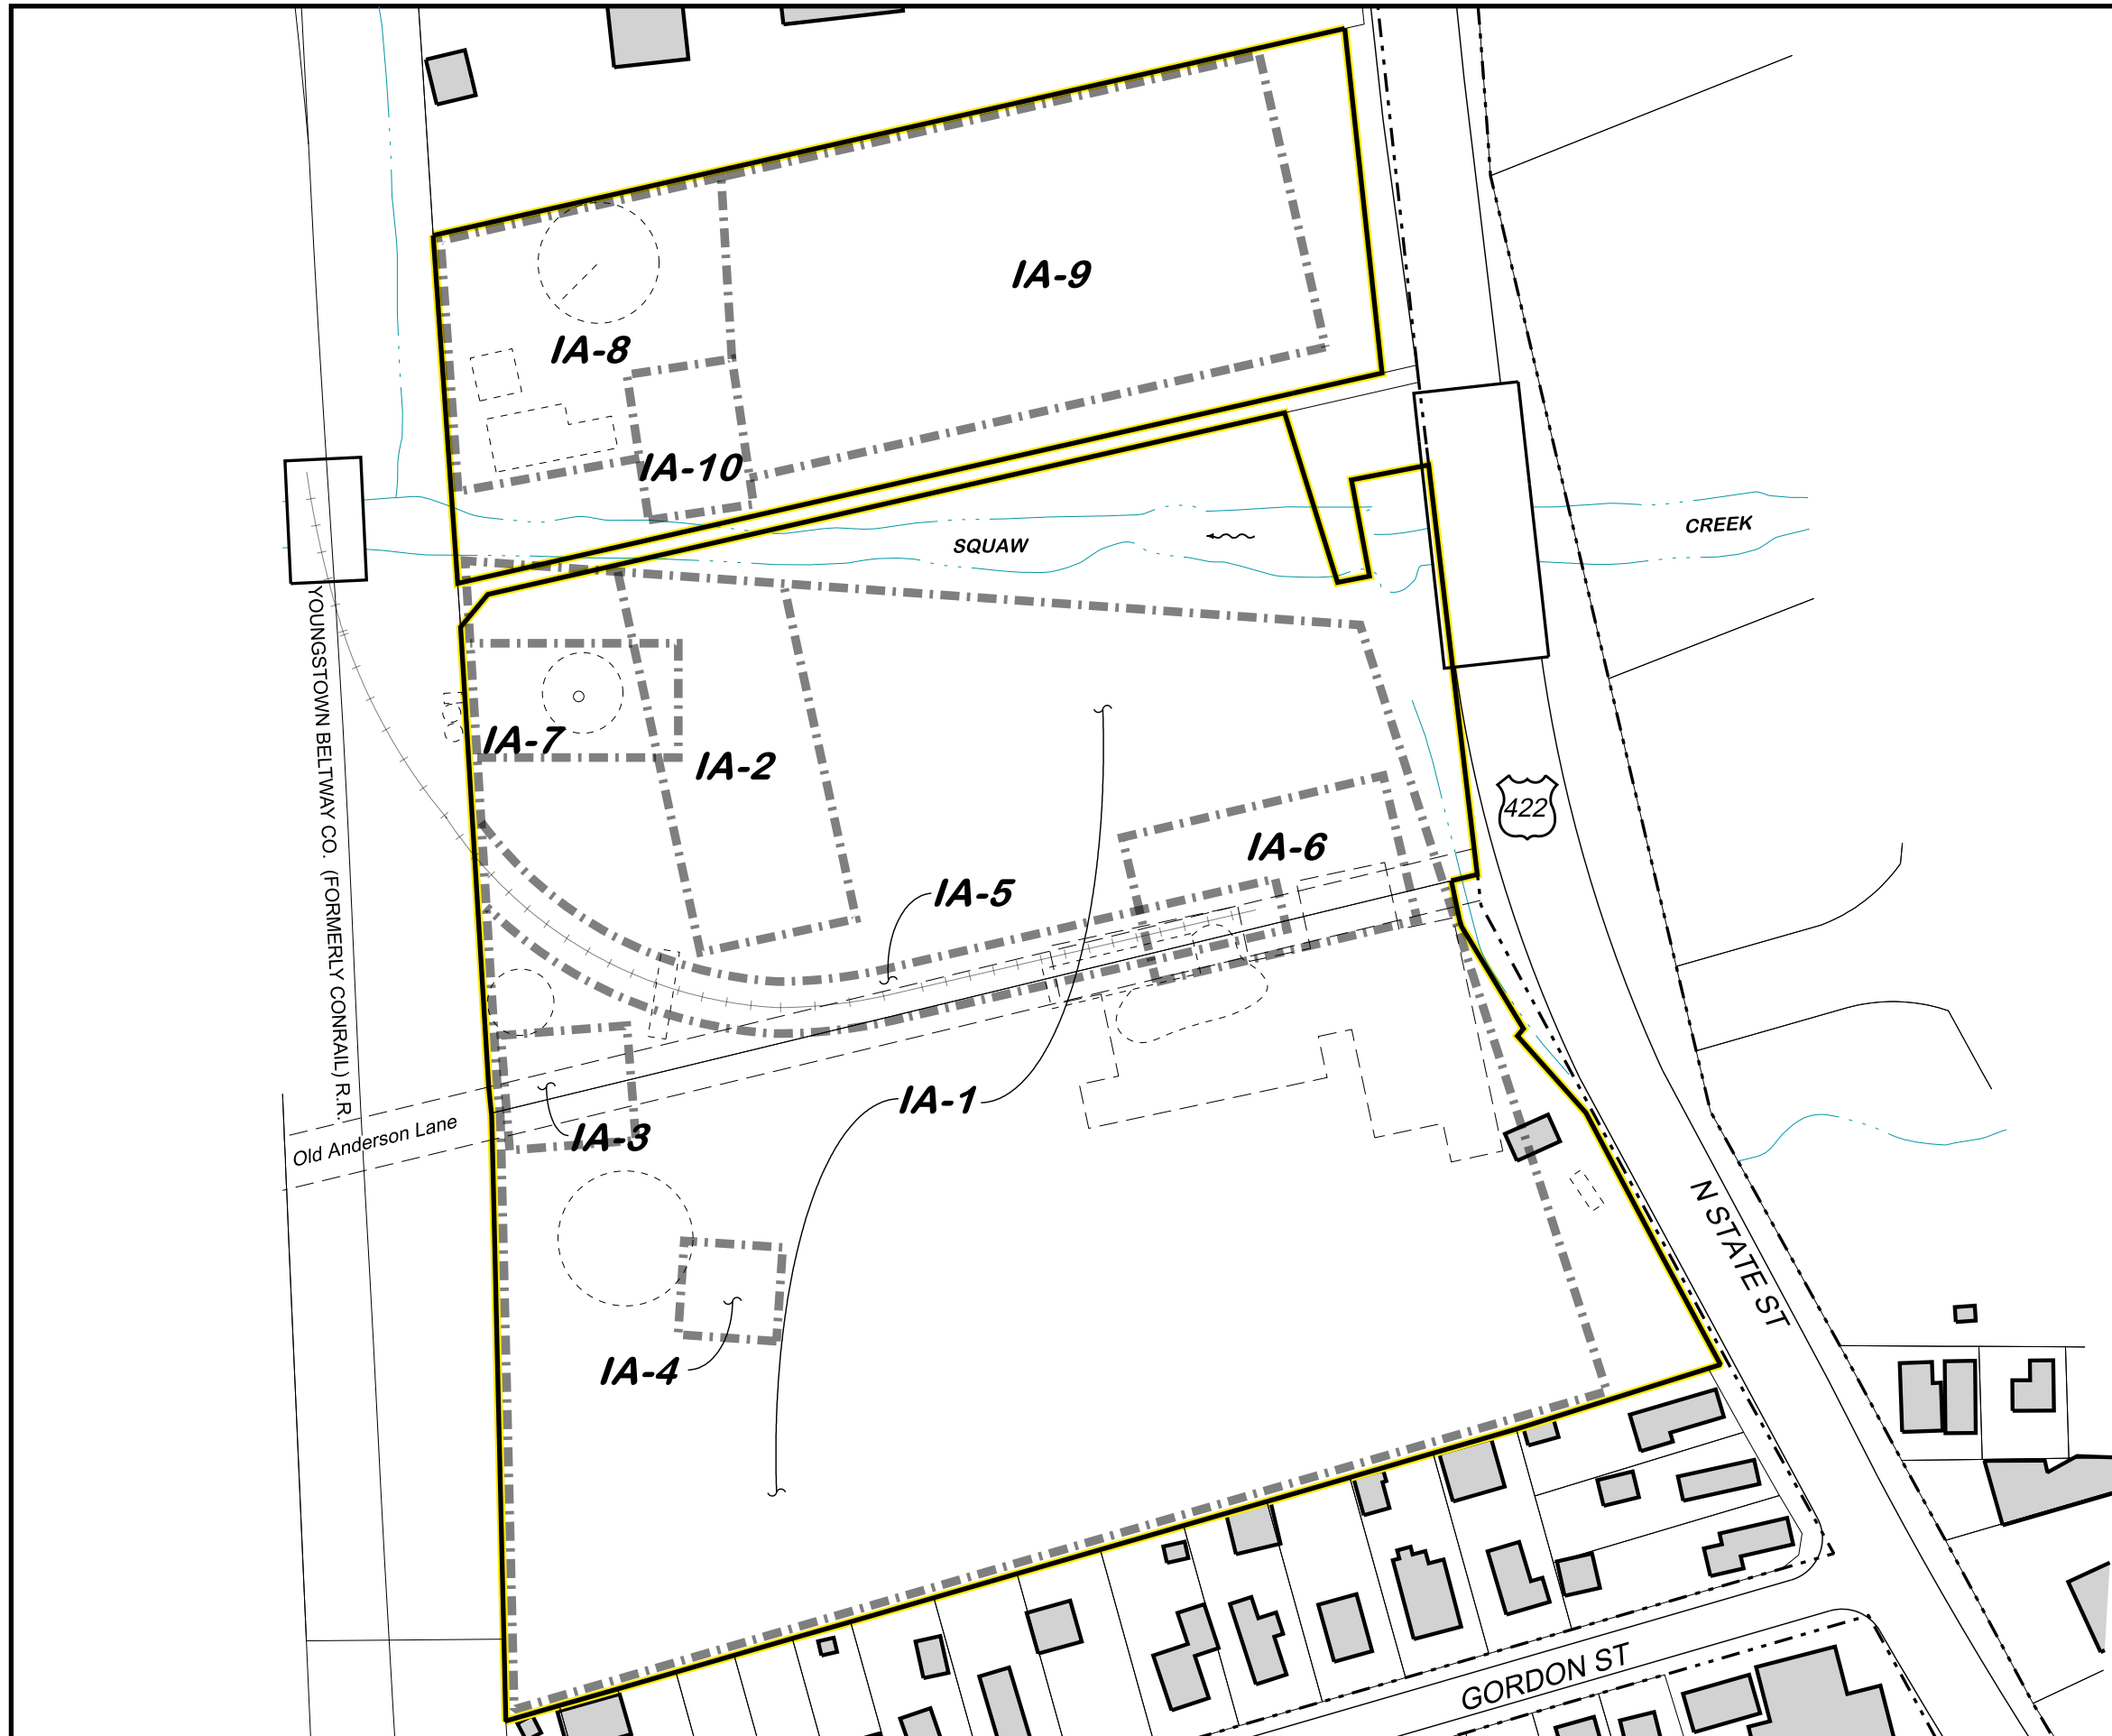 IA-9
IA-8
IA-10
SQUAW
CREEK
YOUNGSTOWN BELTWAY CO. (FORMERLY CONRAIL) R.R.
IA-7
IA-2
422
IA-6
IA-5
IA-1
Old Anderson Lane
IA-3
N STATE ST
IA-4
GORDON ST